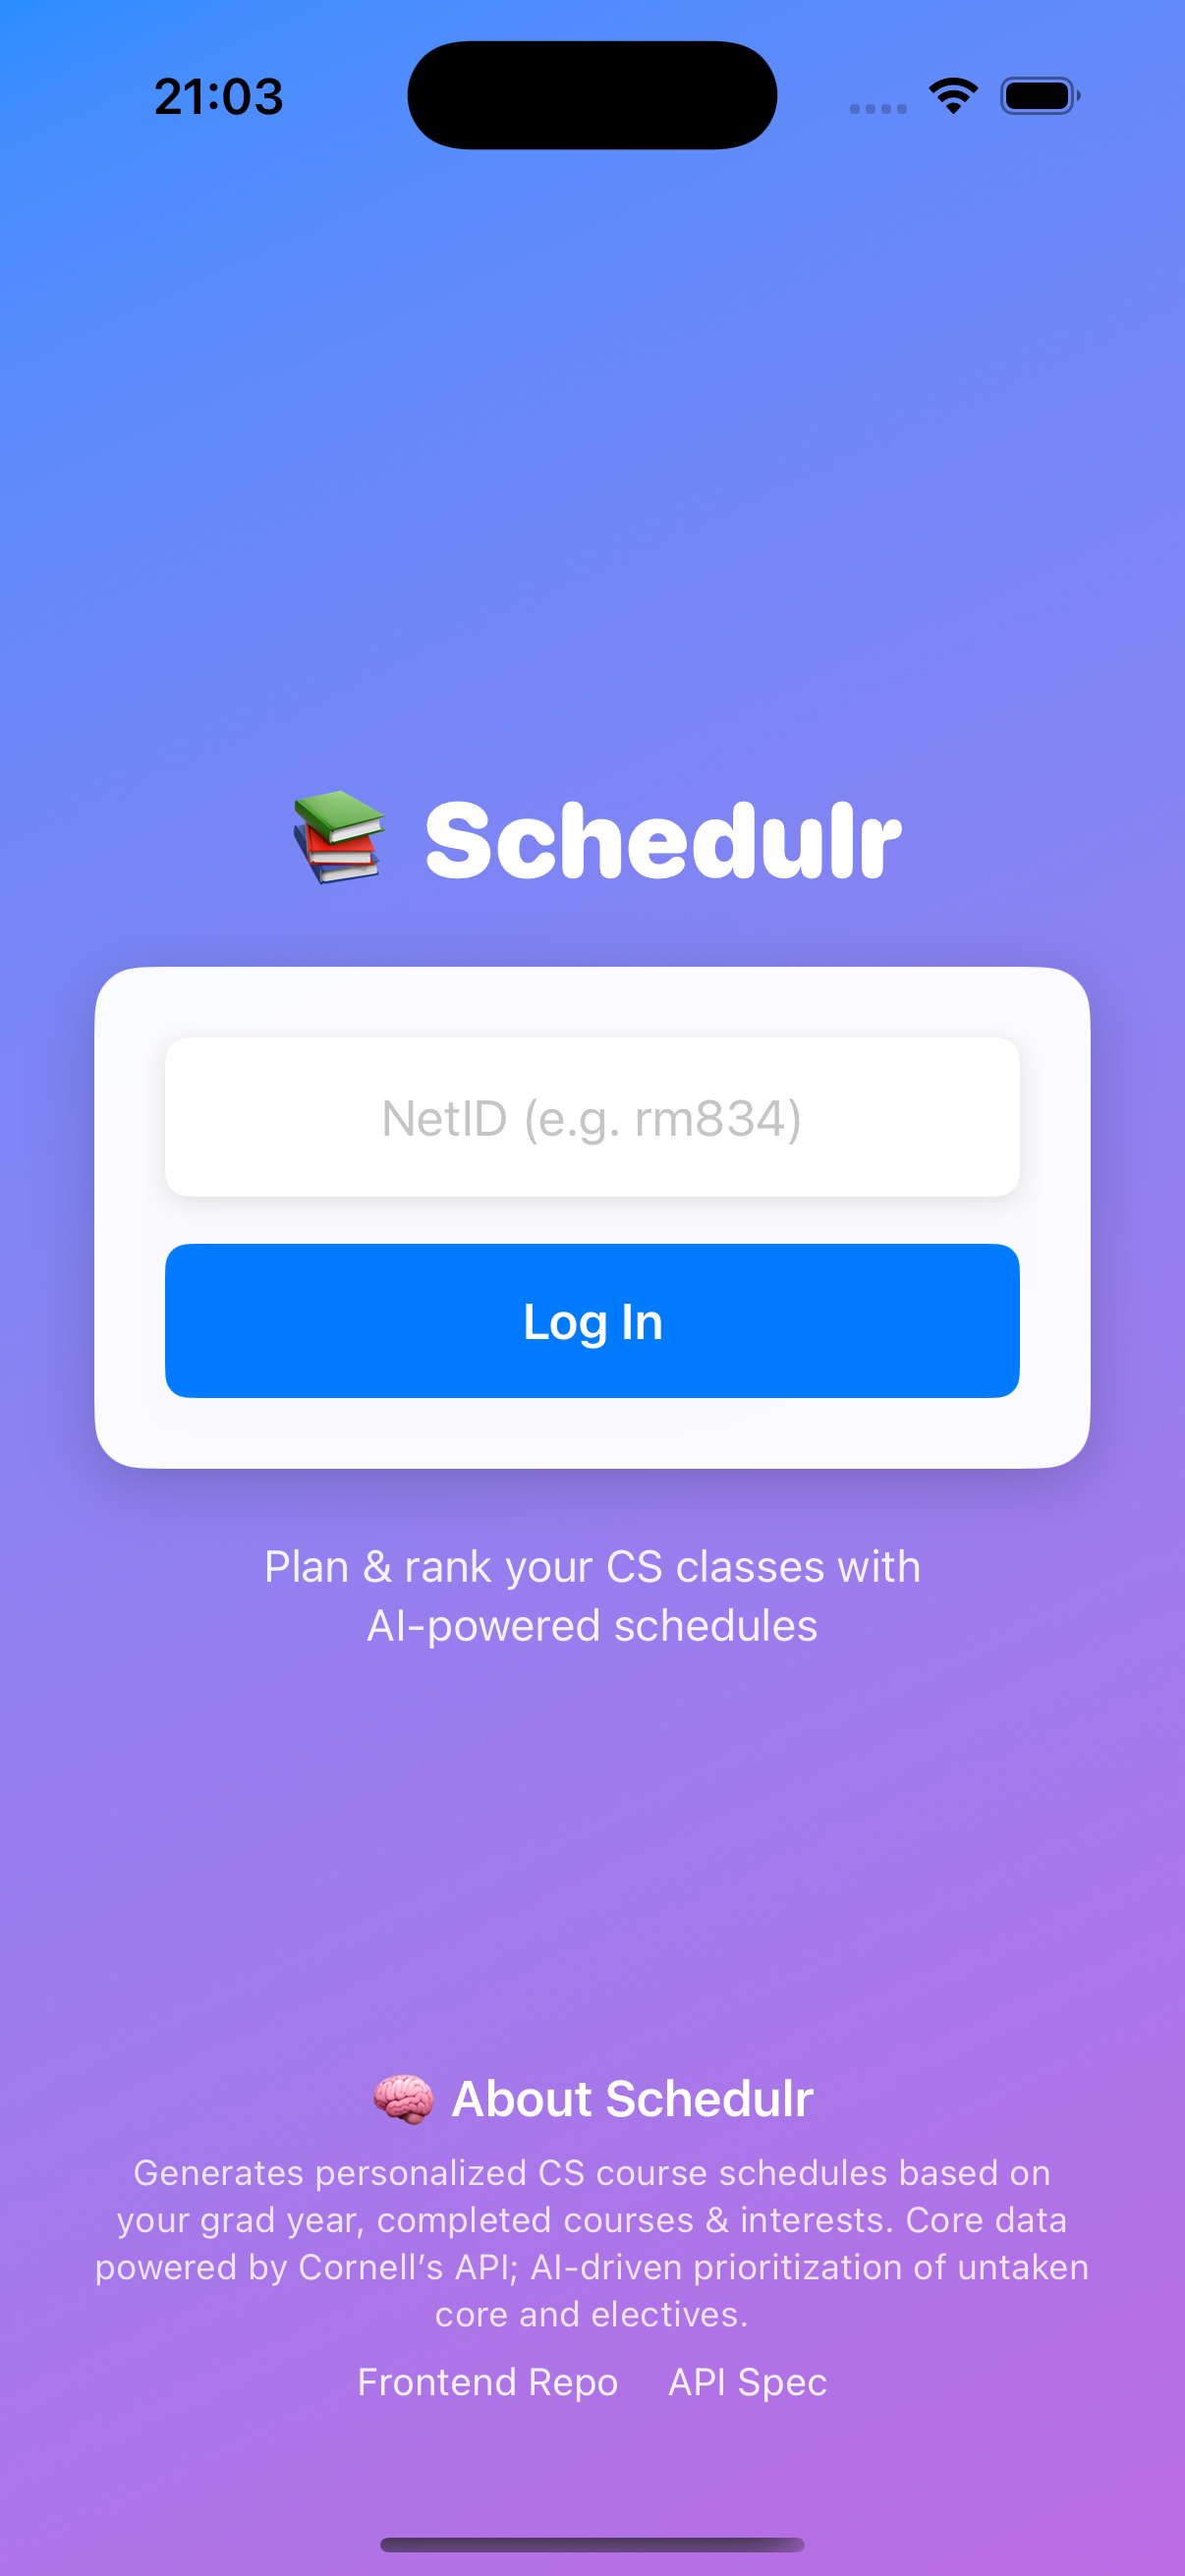 21:03
📚 Schedulr
NetID (e.g. rm834)
Log In
Plan & rank your CS classes with
AI-powered schedules
🧠 About Schedulr
Generates personalized CS course schedules based on
your grad year, completed courses & interests. Core data
powered by Cornell’s API; AI-driven prioritization of untaken
core and electives.
Frontend Repo API Spec